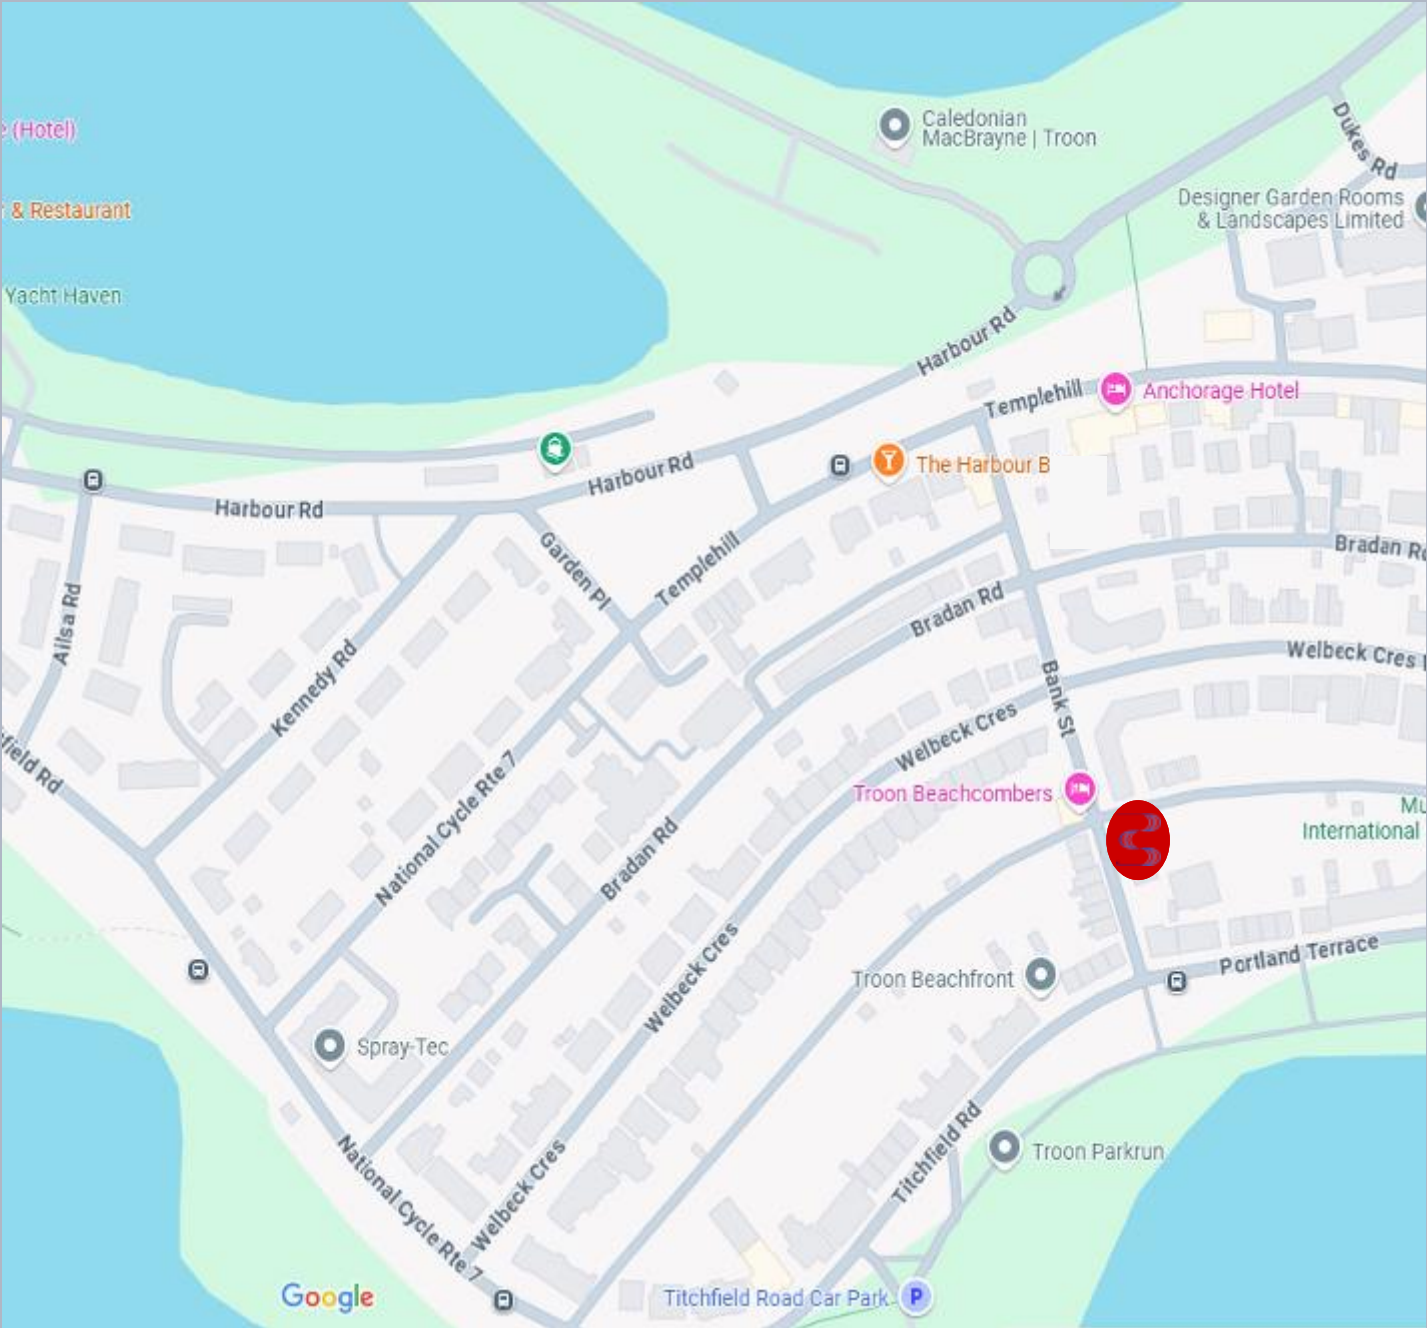 e (Hotel)
Caledonian
MacBrayne | Troon
Dukes Rd
r & Restaurant
Designer Garden Rooms
& Landscapes Limited
Yacht Haven
Harbour Rd
Templehill
Anchorage Hotel
Harbour Rd
The Harbour B
Harbour Rd
Garden Pl
Templehill
Bradan Rd
Bradan Rd
Ailsa Rd
Kennedy Rd
Welbeck Cres
Bank St
Welbeck Cres
field Rd
National Cycle Rte 7
Troon Beachcombers
Mu
International
Bradan Rd
Welbeck Cres
Portland Terrace
Troon Beachfront
Spray-Tec
Titchfield Rd
Troon Parkrun
National Cycle Rte 7
Welbeck Cres
Google
Titchfield Road Car Park
P